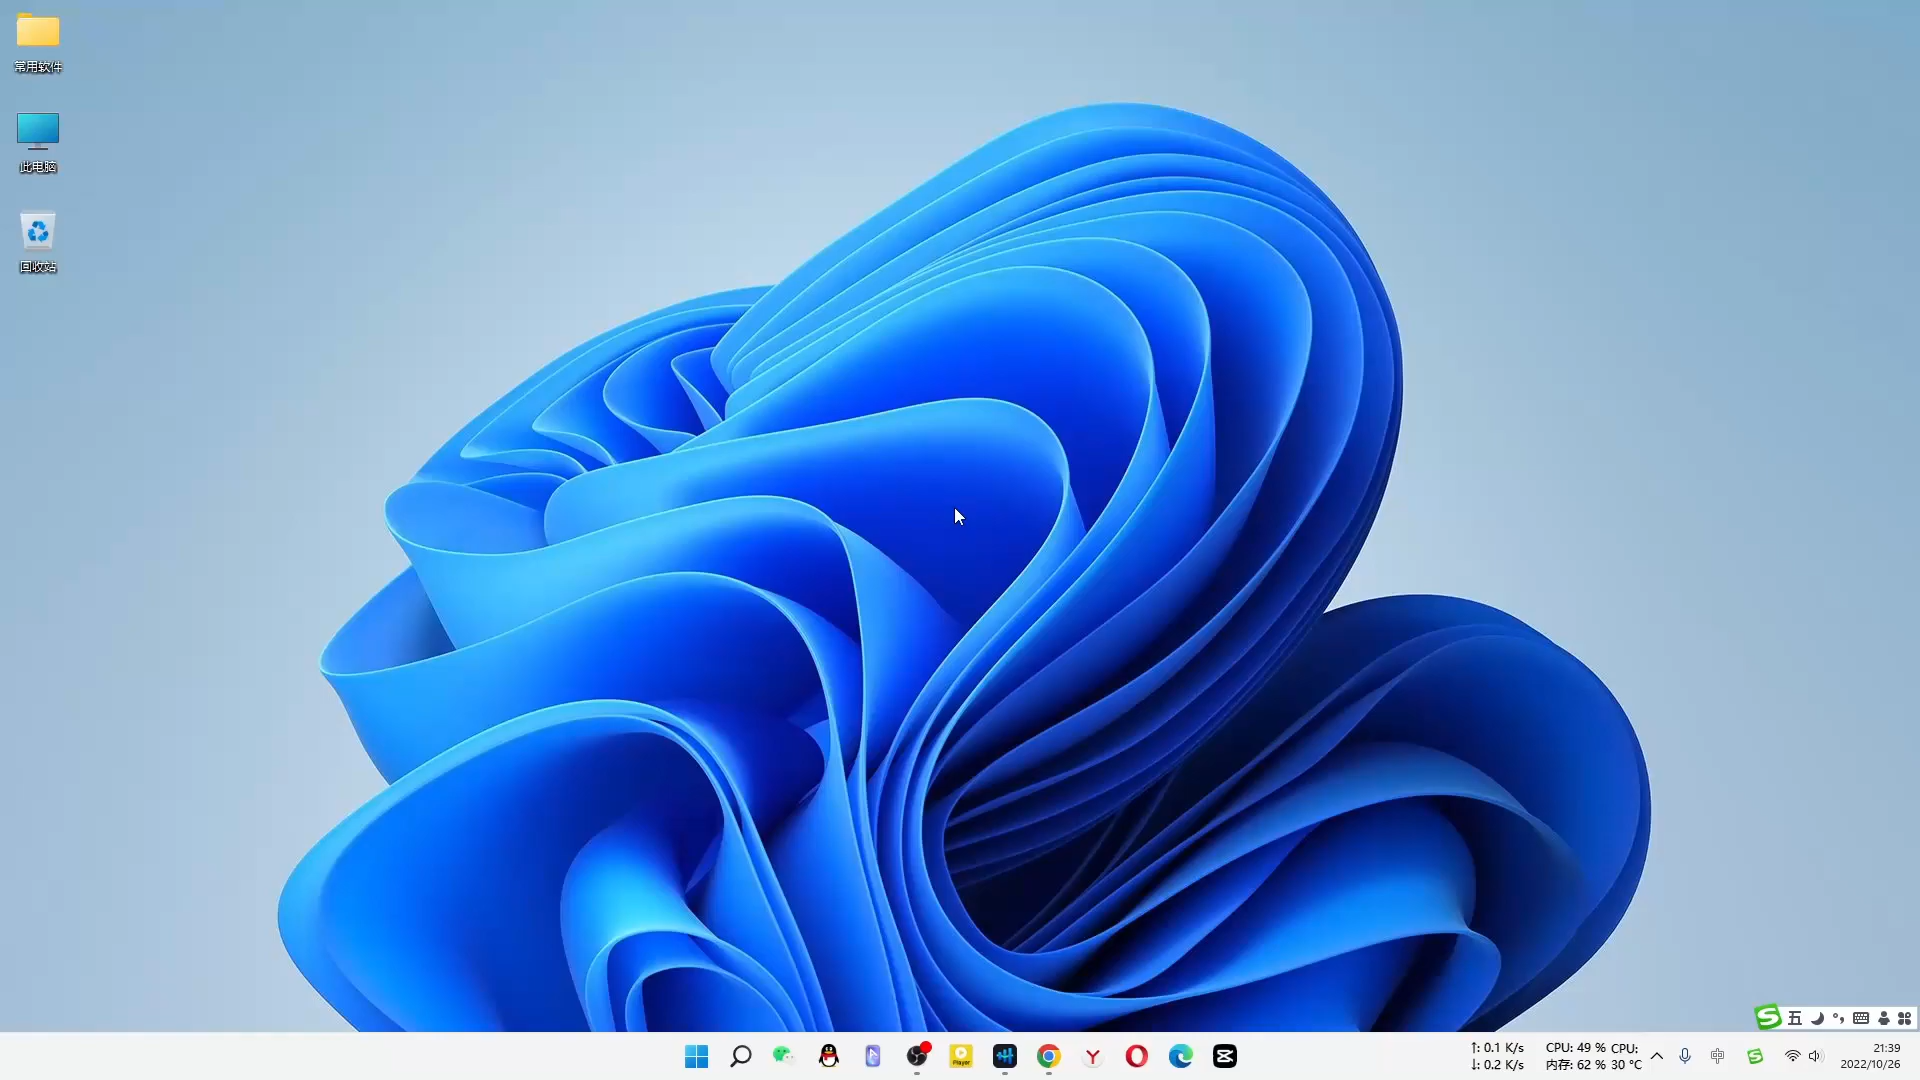 常用软件
此电脑
回收站
五
Player
↑: 0.1 K/s
↓: 0.2 K/s
CPU: 49 % CPU:
内存: 62 % 30 °C
中
21:39
2022/10/26